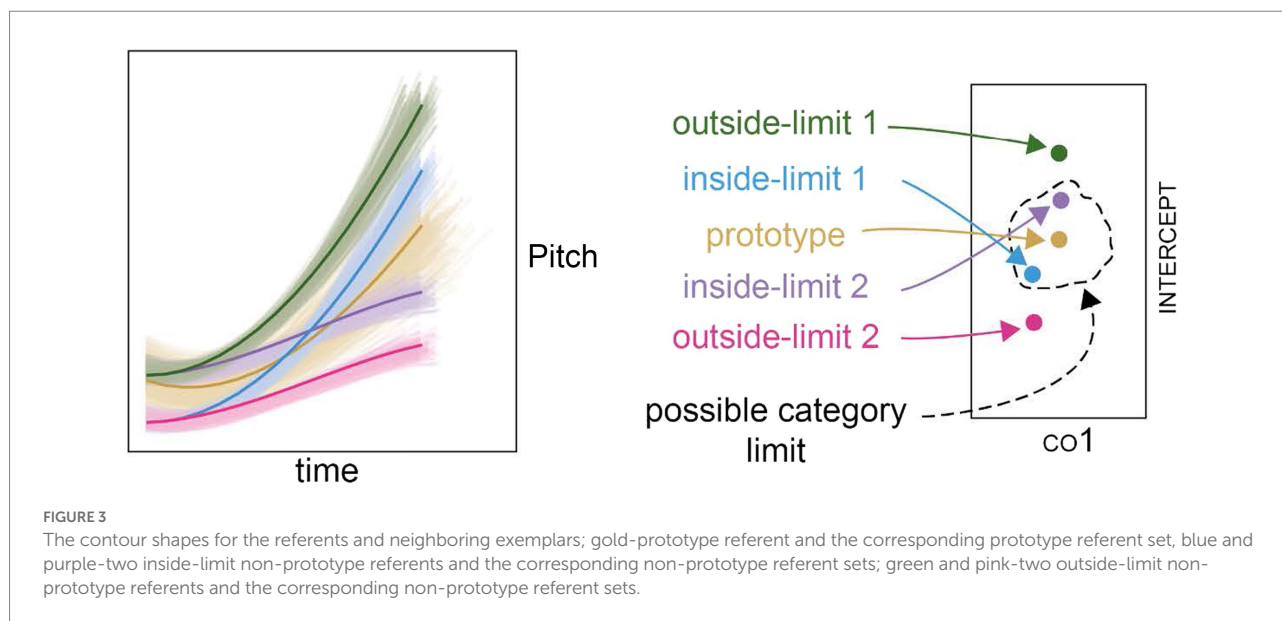 Pitch
time
outside-limit 1
inside-limit 1
prototype
inside-limit 2
outside-limit 2
possible category
limit
INTERCEPT
CO1
FIGURE 3
The contour shapes for the referents and neighboring exemplars; gold-prototype referent and the corresponding prototype referent set, blue and
purple-two inside-limit non-prototype referents and the corresponding non-prototype referent sets; green and pink-two outside-limit non-
prototype referents and the corresponding non-prototype referent sets.